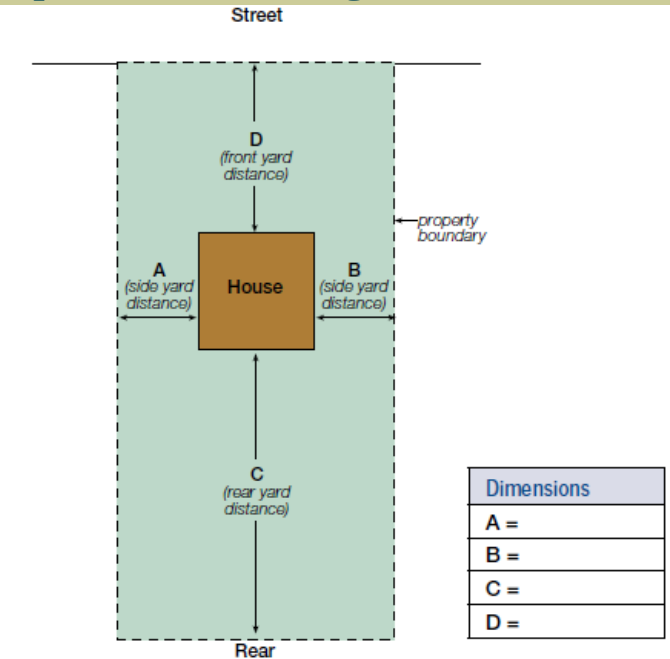 Street
D
(front yard
distance)
property
boundary
A
(side yard
distance)
House
B
(side yard
distance)
C
(rear yard
distance)
Rear
Dimensions
A =
B =
C =
D =